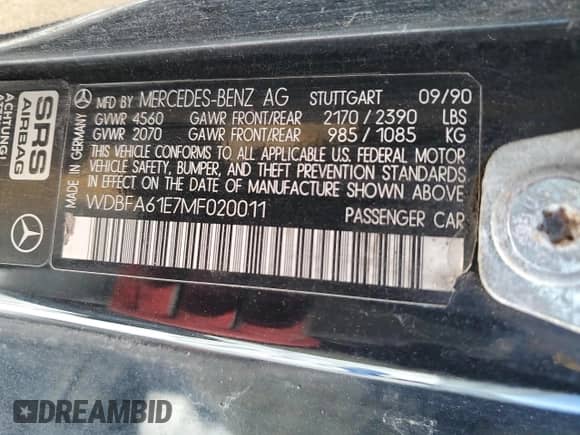 MFD BY MERCEDES-BENZ AG STUTTGART 09/90
GVWR 4560 GAWR FRONT/REAR 2170 / 2390 LBS
GVWR 2070 GAWR FRONT/REAR 985 / 1085 KG
THIS VEHICLE CONFORMS TO ALL APPLICABLE U.S. FEDERAL MOTOR
VEHICLE SAFETY, BUMPER, AND THEFT PREVENTION STANDARDS
IN EFFECT ON THE DATE OF MANUFACTURE SHOWN ABOVE
WDBFA61E7MF020011 PASSENGER CAR
MADE IN GERMANY
SRS
AIRBAG
ACHTUNG!
DREAMBID